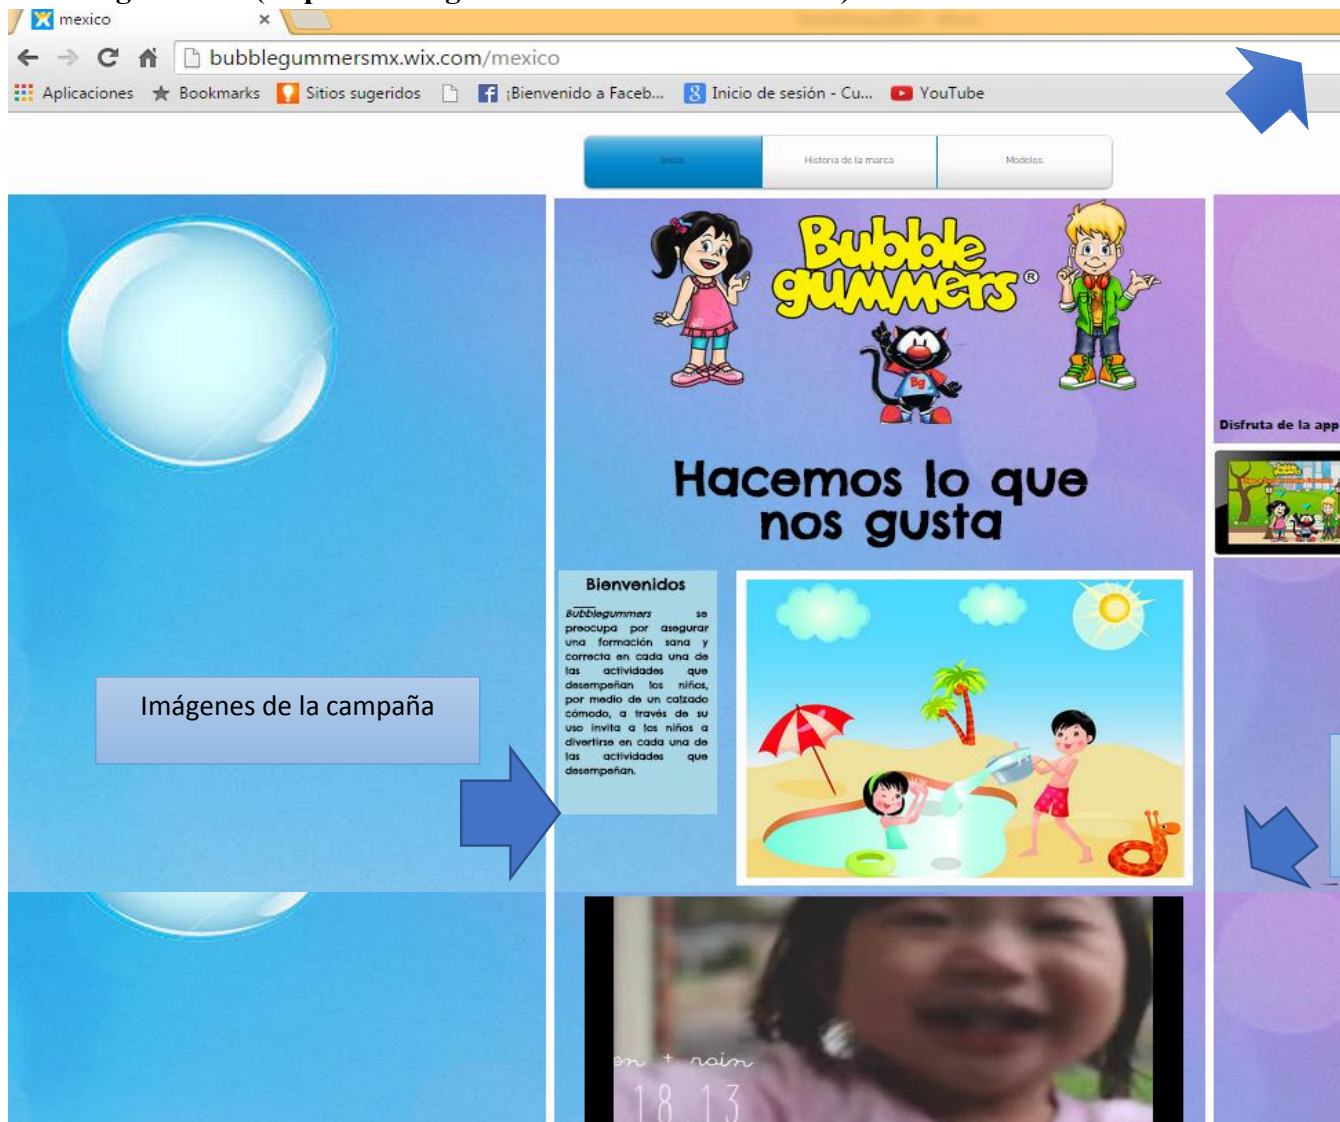 mexico
bubblegummersmx.wix.com/mexico
Aplicaciones Bookmarks Sitios sugeridos ¡Bienvenido a Faceb... Inicio de sesión - Cu... YouTube
Inicio Historia de la marca Modelos
Bubble
gummers®
Bg
Disfruta de la app
Hacemos lo que
nos gusta
Bienvenidos
Bubblegummers se
preocupa por asegurar
una formación sana y
correcta en cada una de
las actividades que
desempeñan los niños,
por medio de un calzado
cómodo, a través de su
uso invita a los niños a
divertirse en cada una de
las actividades que
desempeñan.
Imágenes de la campaña
en + rain
18 13